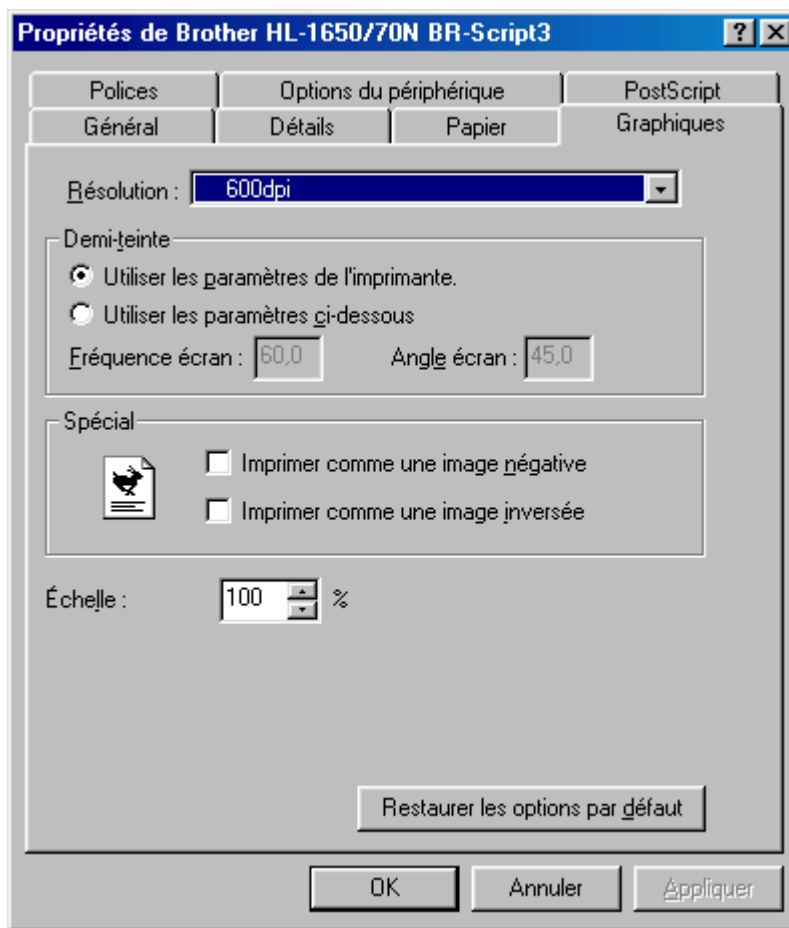 Propriétés de Brother HL-1650/70N BR-Script3
Polices Options du périphérique PostScript
Général Détails Papier Graphiques
Résolution : 600dpi
Demi-teinte
Utiliser les paramètres de l'imprimante.
Utiliser les paramètres ci-dessous
Fréquence écran : 60,0 Angle écran : 45,0
Spécial
Imprimer comme une image négative
Imprimer comme une image inversée
Échelle : 100 %
Restaurer les options par défaut
OK Annuler Appliquer